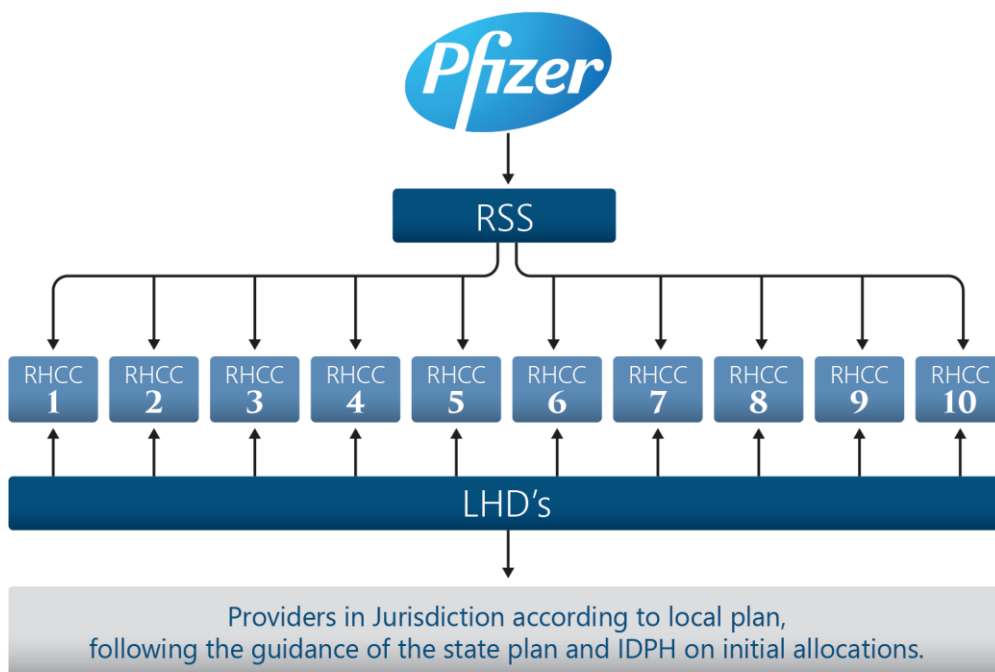 Pfizer
RSS
RHCC 1
RHCC 2
RHCC 3
RHCC 4
RHCC 5
RHCC 6
RHCC 7
RHCC 8
RHCC 9
RHCC 10
LHD's
Providers in Jurisdiction according to local plan,
following the guidance of the state plan and IDPH on initial allocations.